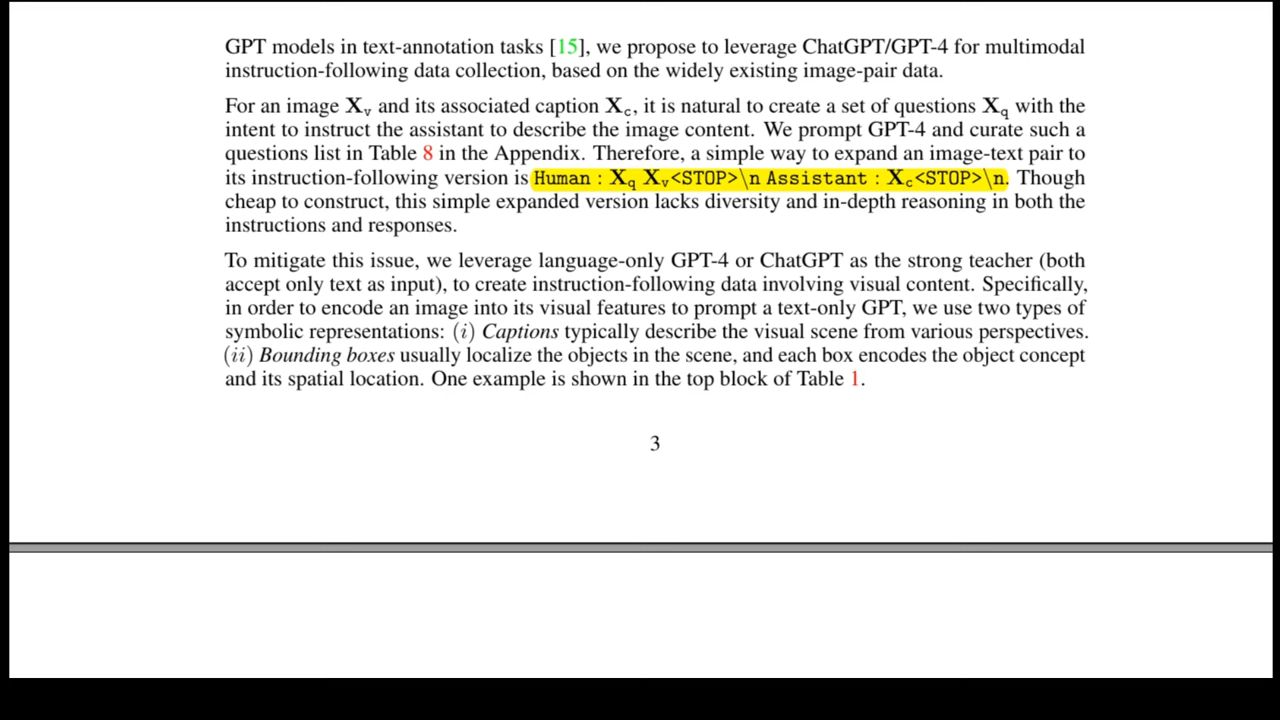 GPT models in text-annotation tasks [15], we propose to leverage ChatGPT/GPT-4 for multimodal
instruction-following data collection, based on the widely existing image-pair data.
For an image Xv and its associated caption Xc, it is natural to create a set of questions Xq with the
intent to instruct the assistant to describe the image content. We prompt GPT-4 and curate such a
questions list in Table 8 in the Appendix. Therefore, a simple way to expand an image-text pair to
its instruction-following version is Human : Xq Xv<STOP>\n Assistant : Xc<STOP>\n. Though
cheap to construct, this simple expanded version lacks diversity and in-depth reasoning in both the
instructions and responses.
To mitigate this issue, we leverage language-only GPT-4 or ChatGPT as the strong teacher (both
accept only text as input), to create instruction-following data involving visual content. Specifically,
in order to encode an image into its visual features to prompt a text-only GPT, we use two types of
symbolic representations: (i) Captions typically describe the visual scene from various perspectives.
(ii) Bounding boxes usually localize the objects in the scene, and each box encodes the object concept
and its spatial location. One example is shown in the top block of Table 1.
3